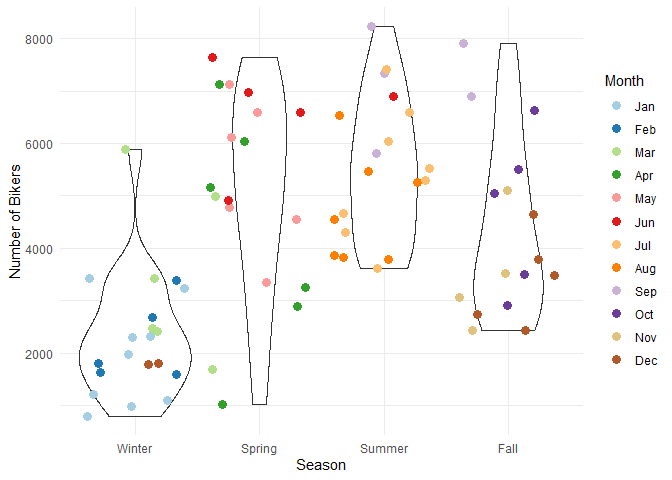 8000
6000
4000
2000
Number of Bikers
Winter
Spring
Summer
Fall
Season
Month
Jan
Feb
Mar
Apr
May
Jun
Jul
Aug
Sep
Oct
Nov
Dec